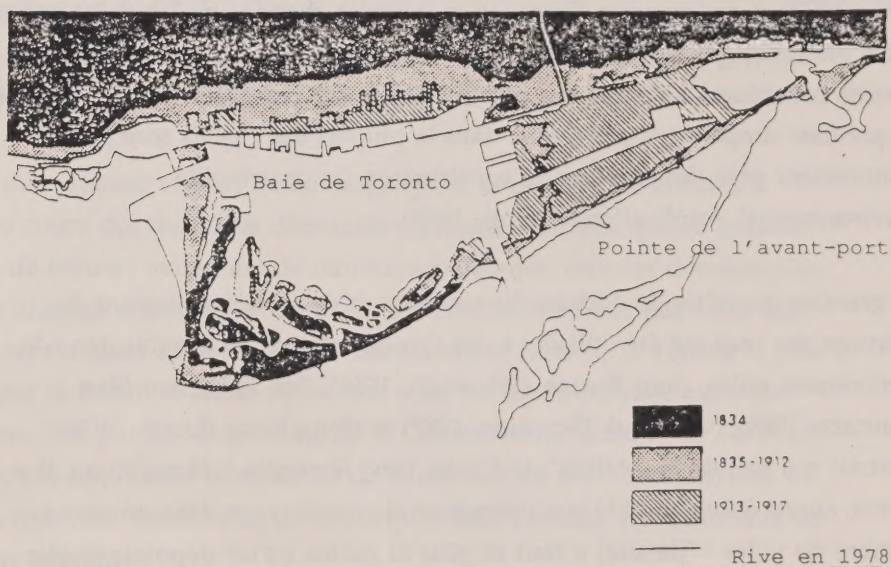 Baie de Toronto
Pointe de l'avant-port
1834
1835-1912
1913-1917
Rive en 1978